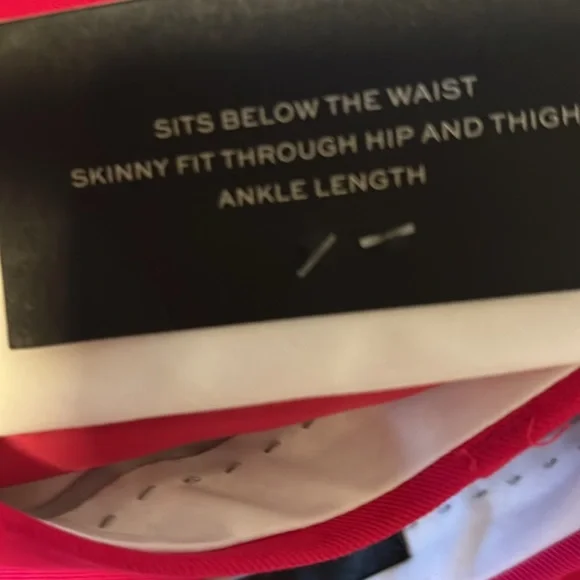 SITS BELOW THE WAIST
SKINNY FIT THROUGH HIP AND THIGH
ANKLE LENGTH